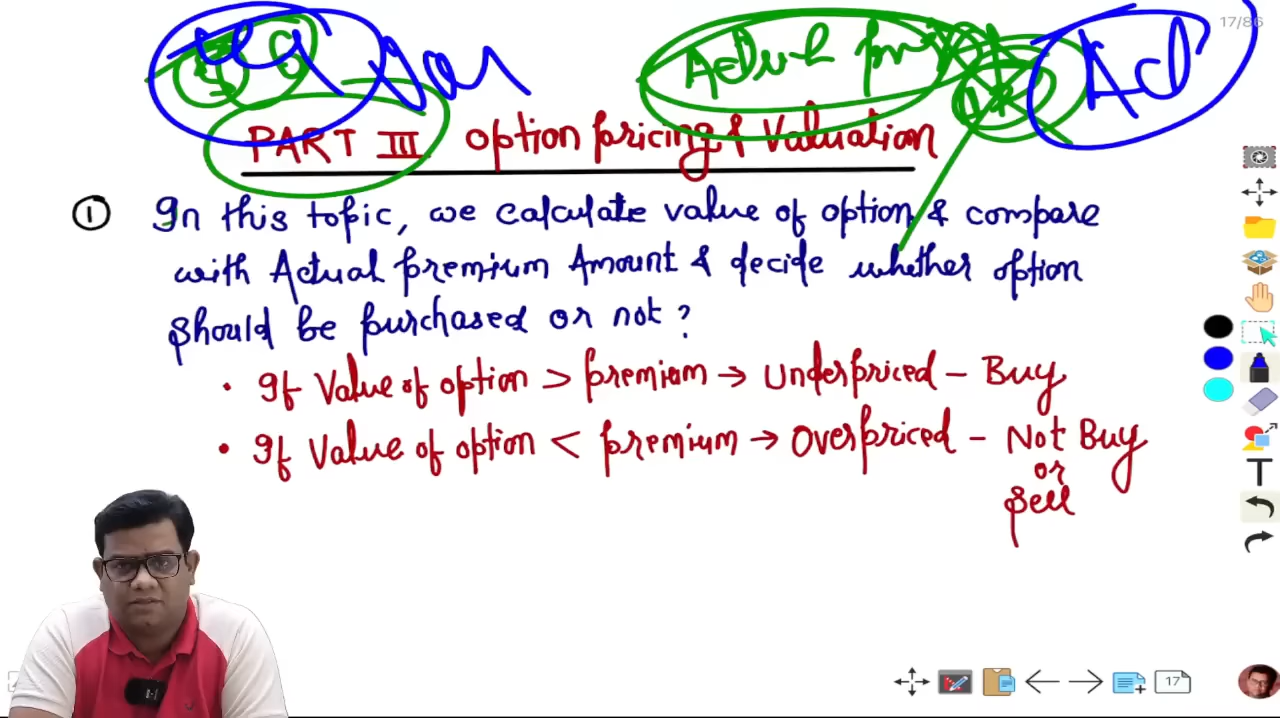 17/86
Actual
PART III Option pricing & Valuation
① In this topic, we calculate value of option & compare
with Actual premium Amount & decide whether option
should be purchased or not?
• If Value of option > premium → Underpriced - Buy
• If Value of option < premium → Overpriced - Not Buy
or
Sell
17